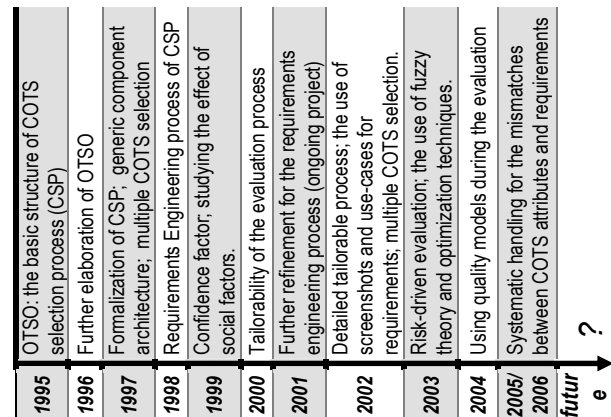 1995
OTSO: the basic structure of COTS
selection process (CSP)
1996
Further elaboration of OTSO
1997
Formalization of CSP; generic component
architecture; multiple COTS selection
1998
Requirements Engineering process of CSP
1999
Confidence factor; studying the effect of
social factors.
2000
Tailorability of the evaluation process
2001
Further refinement for the requirements
engineering process (ongoing project)
2002
Detailed tailorable process; the use of
screenshots and use-cases for
requirements; multiple COTS selection.
2003
Risk-driven evaluation; the use of fuzzy
theory and optimization techniques.
2004
Using quality models during the evaluation
2005/
2006
Systematic handling for the mismatches
between COTS attributes and requirements
futur
e
?